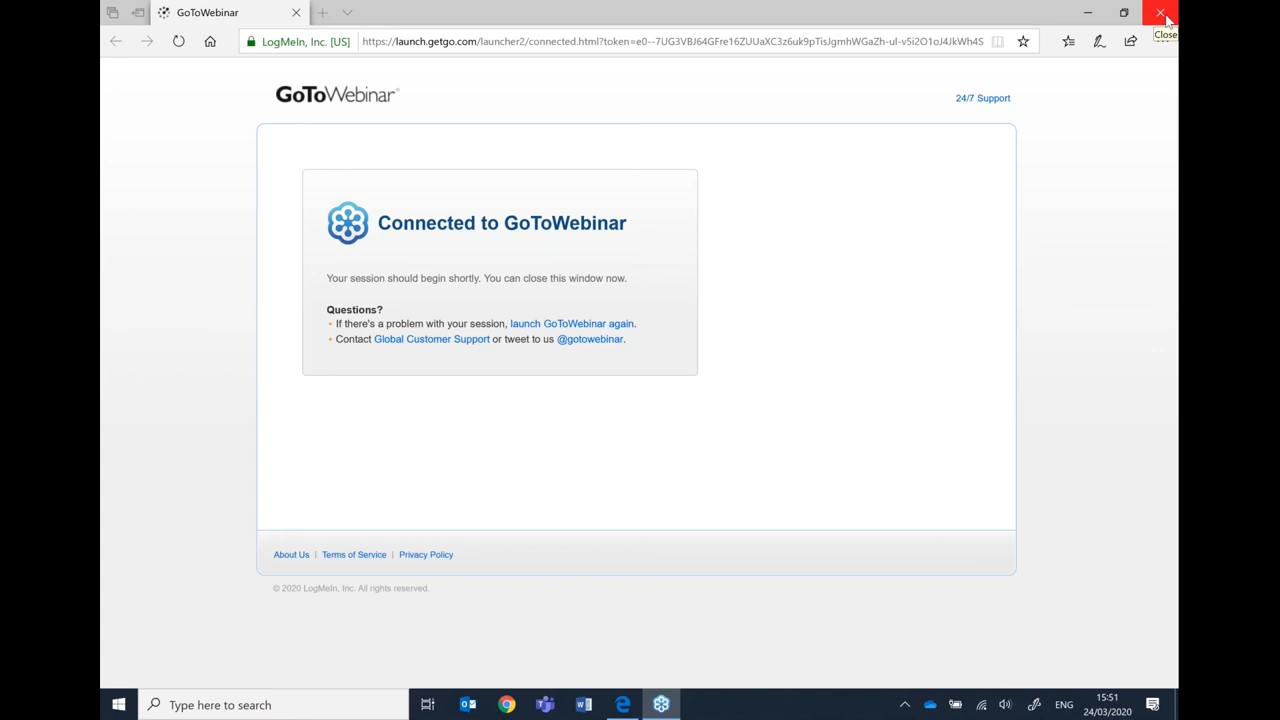 GoToWebinar
LogMeIn, Inc. [US]
https://launch.getgo.com/launcher2/connected.html?token=e0--7UG3VBJ64GFre16ZUUaXC3z6uk9pTisJgmhWGaZh-ul-v5i2O1oJ4JkWh4S
Close
GoToWebinar
24/7 Support
Connected to GoToWebinar
Your session should begin shortly. You can close this window now.
Questions?
If there's a problem with your session, launch GoToWebinar again.
Contact Global Customer Support or tweet to us @gotowebinar.
About Us | Terms of Service | Privacy Policy
© 2020 LogMeIn, Inc. All rights reserved.
Type here to search
ENG
15:51
24/03/2020